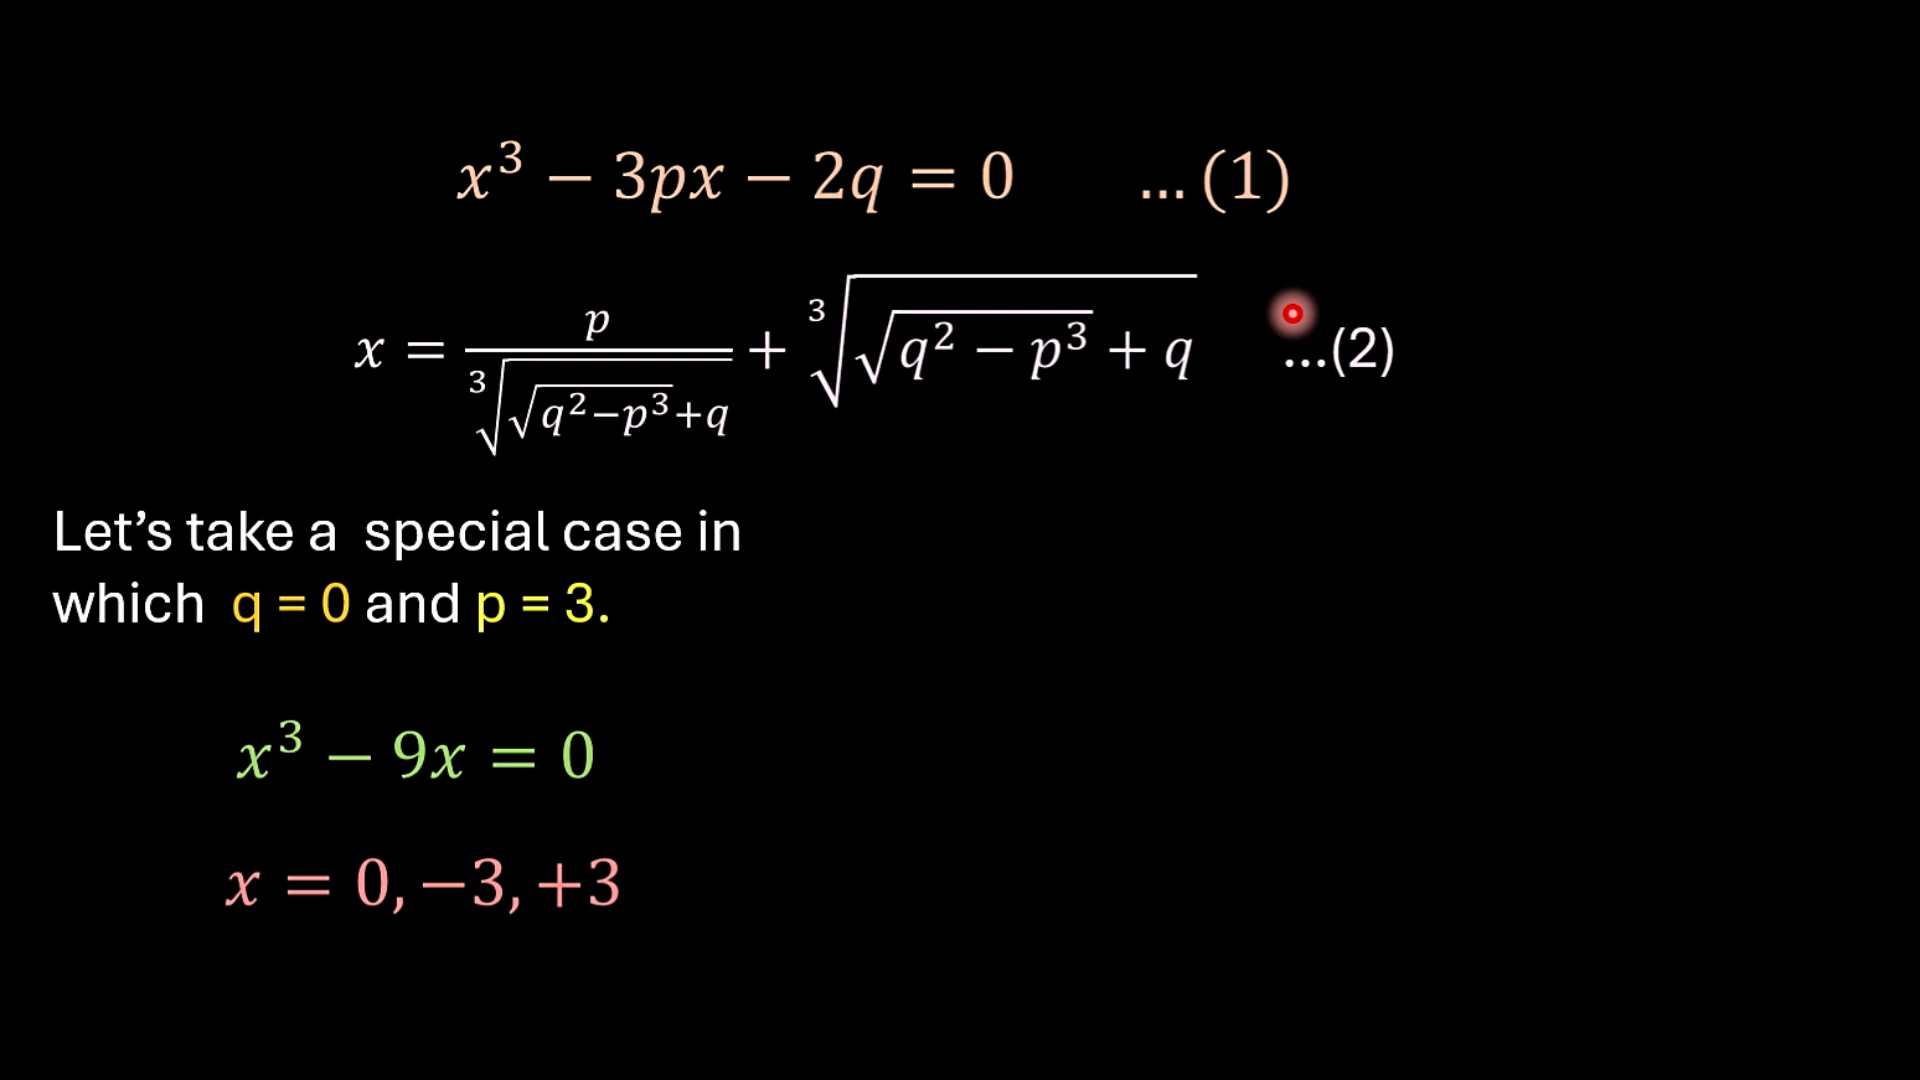 x³ − 3px − 2q = 0 ... (1)
x = p / ∛(√(q²−p³)+q) + ∛(√(q² − p³) + q) ...(2)
Let’s take a special case in
which q = 0 and p = 3.
x³ − 9x = 0
x = 0, −3, +3